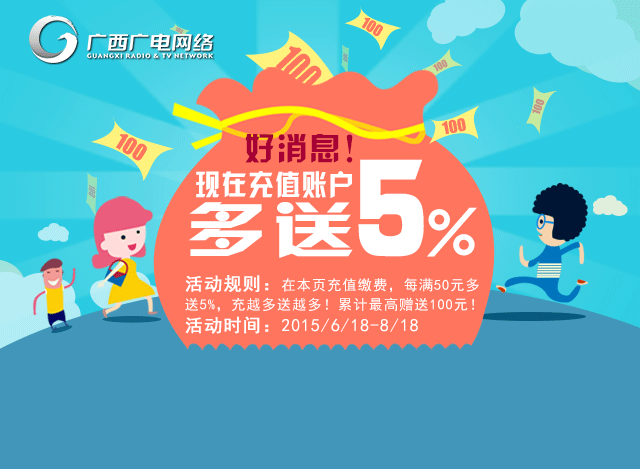 广西广电网络
GUANGXI RADIO & TV NETWORK
100
100
100
100
100
好消息！
现在充值账户
多送5%
活动规则：在本页充值缴费，每满50元多
送5%，充越多送越多！累计最高赠送100元！
活动时间：2015/6/18-8/18